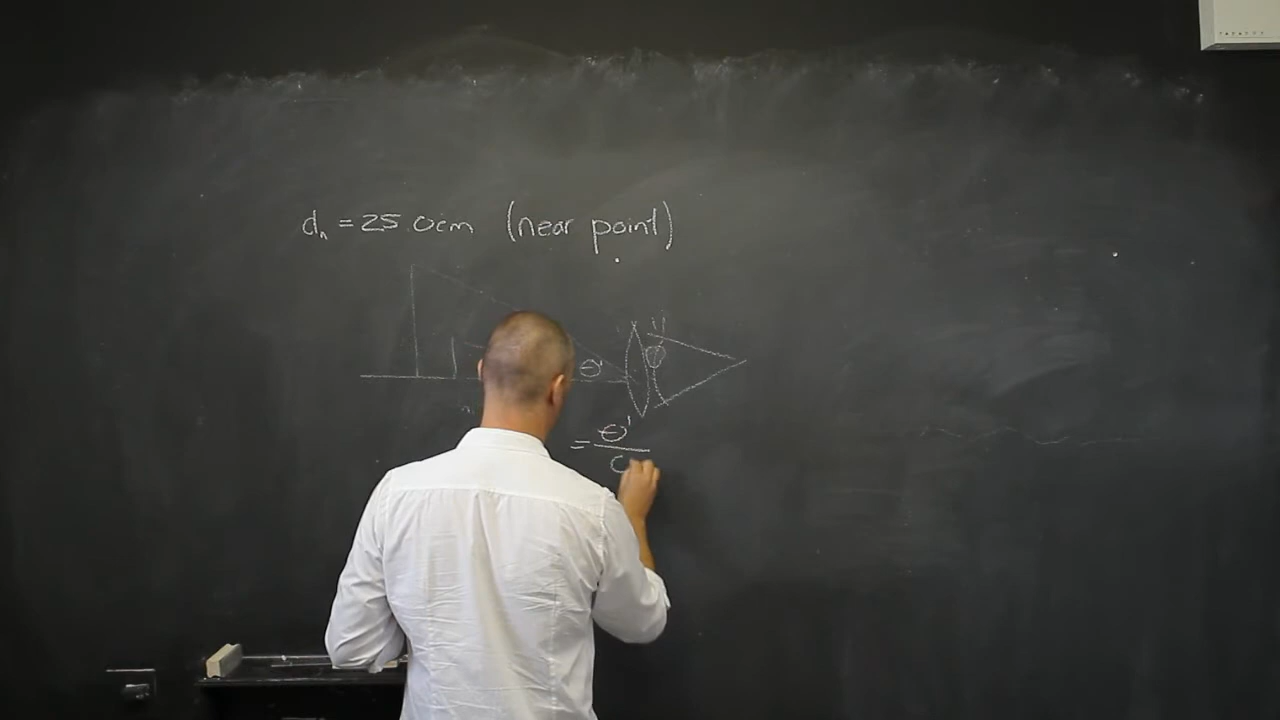 dₙ = 25.0cm (near point)
θ'
= θ'